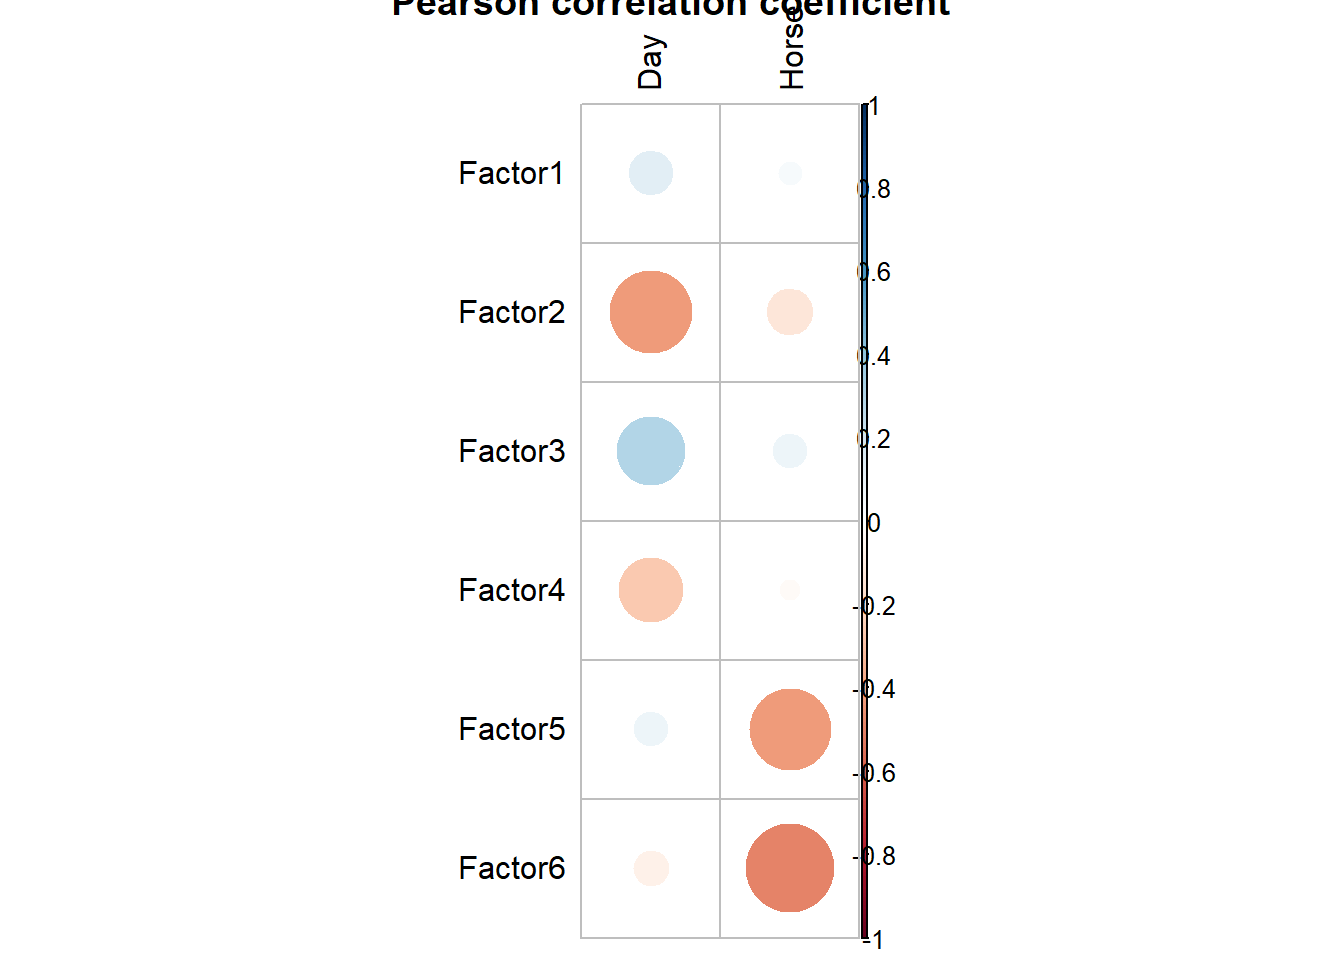 Pearson correlation coefficient
Day
Horse
1
Factor1
0.8
0.6
Factor2
0.4
0.2
Factor3
0
Factor4
-0.2
-0.4
Factor5
-0.6
-0.8
Factor6
-1